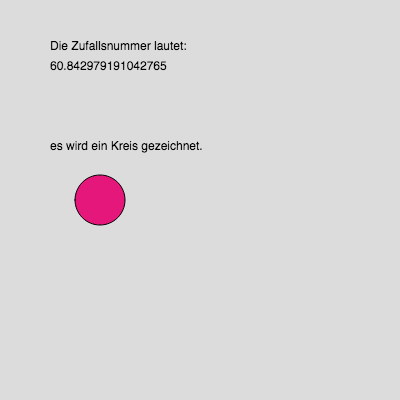 Die Zufallsnummer lautet:
60.842979191042765
es wird ein Kreis gezeichnet.